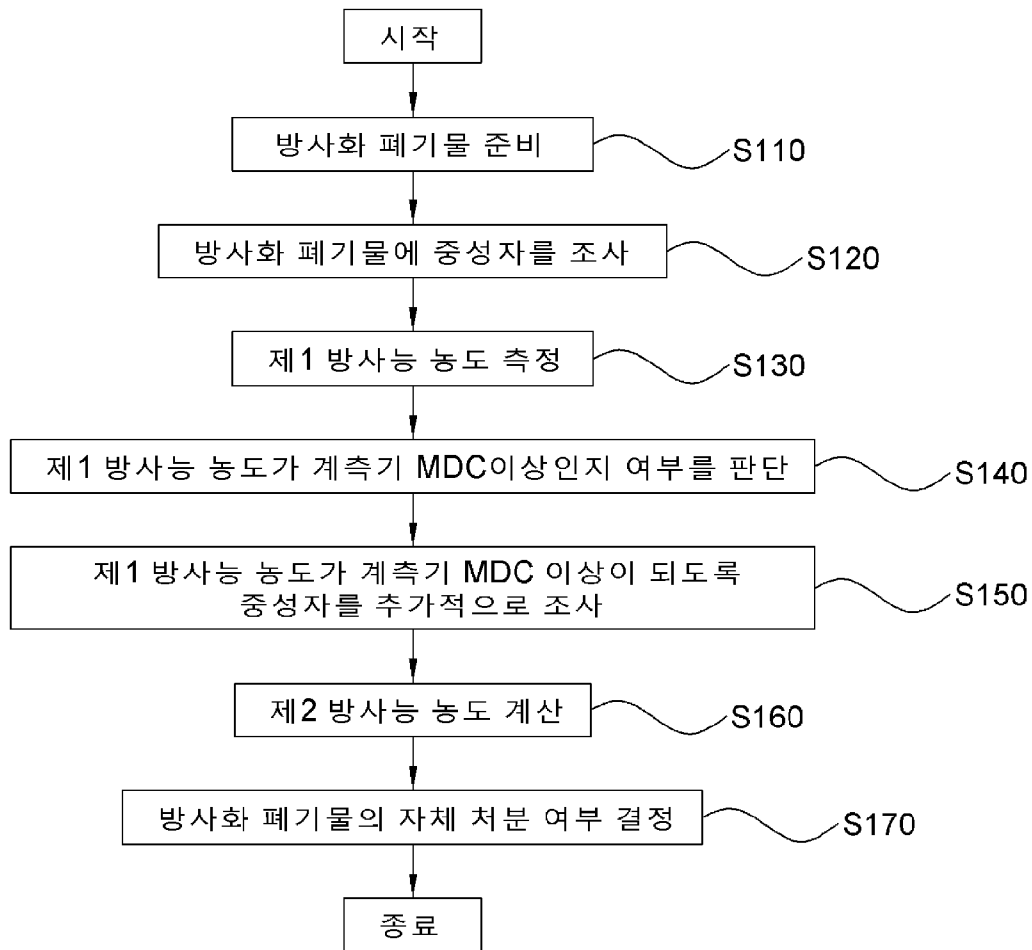 시작
방사화 폐기물 준비
S110
방사화 폐기물에 중성자를 조사
S120
제1 방사능 농도 측정
S130
제1 방사능 농도가 계측기 MDC이상인지 여부를 판단
S140
제1 방사능 농도가 계측기 MDC 이상이 되도록
중성자를 추가적으로 조사
S150
제2 방사능 농도 계산
S160
방사화 폐기물의 자체 처분 여부 결정
S170
종료